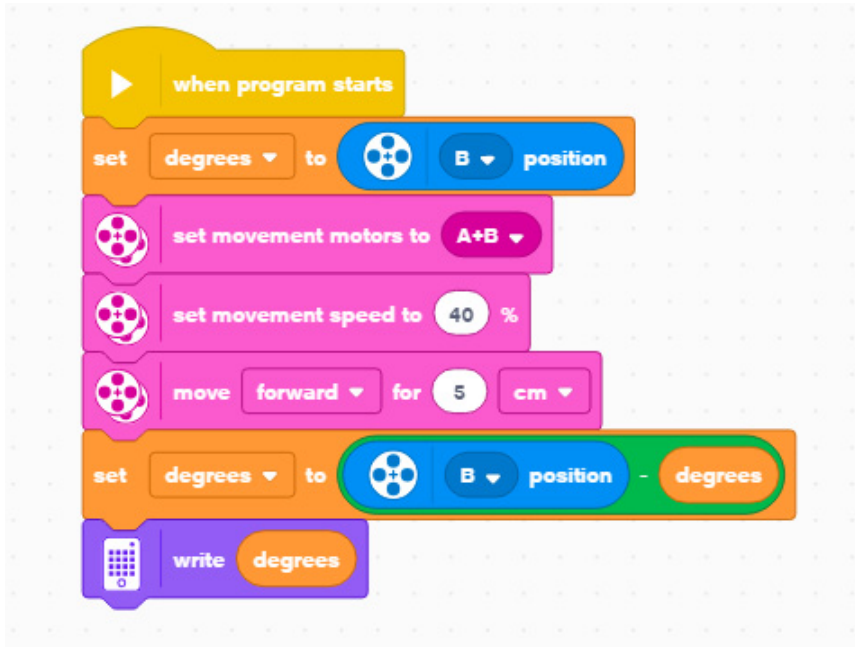 when program starts
set degrees to B position
set movement motors to A+B
set movement speed to 40 %
move forward for 5 cm
set degrees to B position - degrees
write degrees